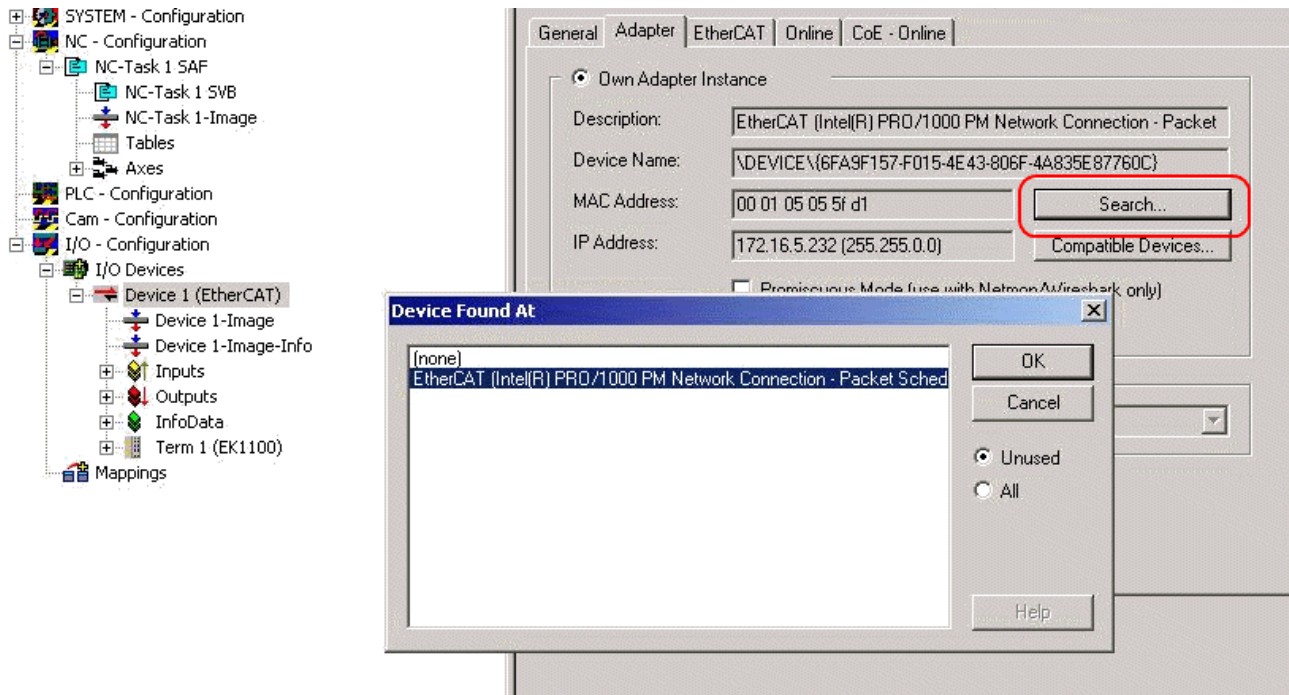 SYSTEM - Configuration
NC - Configuration
NC-Task 1 SAF
NC-Task 1 SVB
NC-Task 1-Image
Tables
Axes
PLC - Configuration
Cam - Configuration
I/O - Configuration
I/O Devices
Device 1 (EtherCAT)
Device 1-Image
Device 1-Image-Info
Inputs
Outputs
InfoData
Term 1 (EK1100)
Mappings
General Adapter EtherCAT Online CoE - Online
Own Adapter Instance
Description: EtherCAT (Intel(R) PRO/1000 PM Network Connection - Packet
Device Name: \DEVICE\{6FA9F157-F015-4E43-806F-4A835E87760C}
MAC Address: 00 01 05 05 5f d1 Search...
IP Address: 172.16.5.232 (255.255.0.0) Compatible Devices...
Promiscuous Mode (use with Netmon/Wireshark only)
Device Found At
(none)
EtherCAT (Intel(R) PRO/1000 PM Network Connection - Packet Sched
OK
Cancel
Unused
All
Help